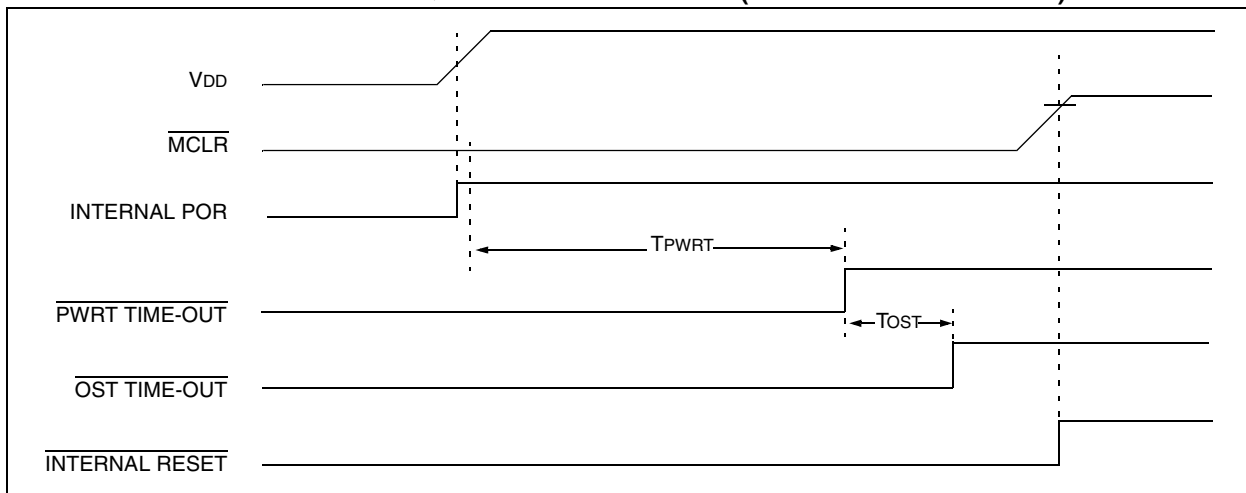 VDD
MCLR
INTERNAL POR
TPWRT
PWRT TIME-OUT
TOST
OST TIME-OUT
INTERNAL RESET